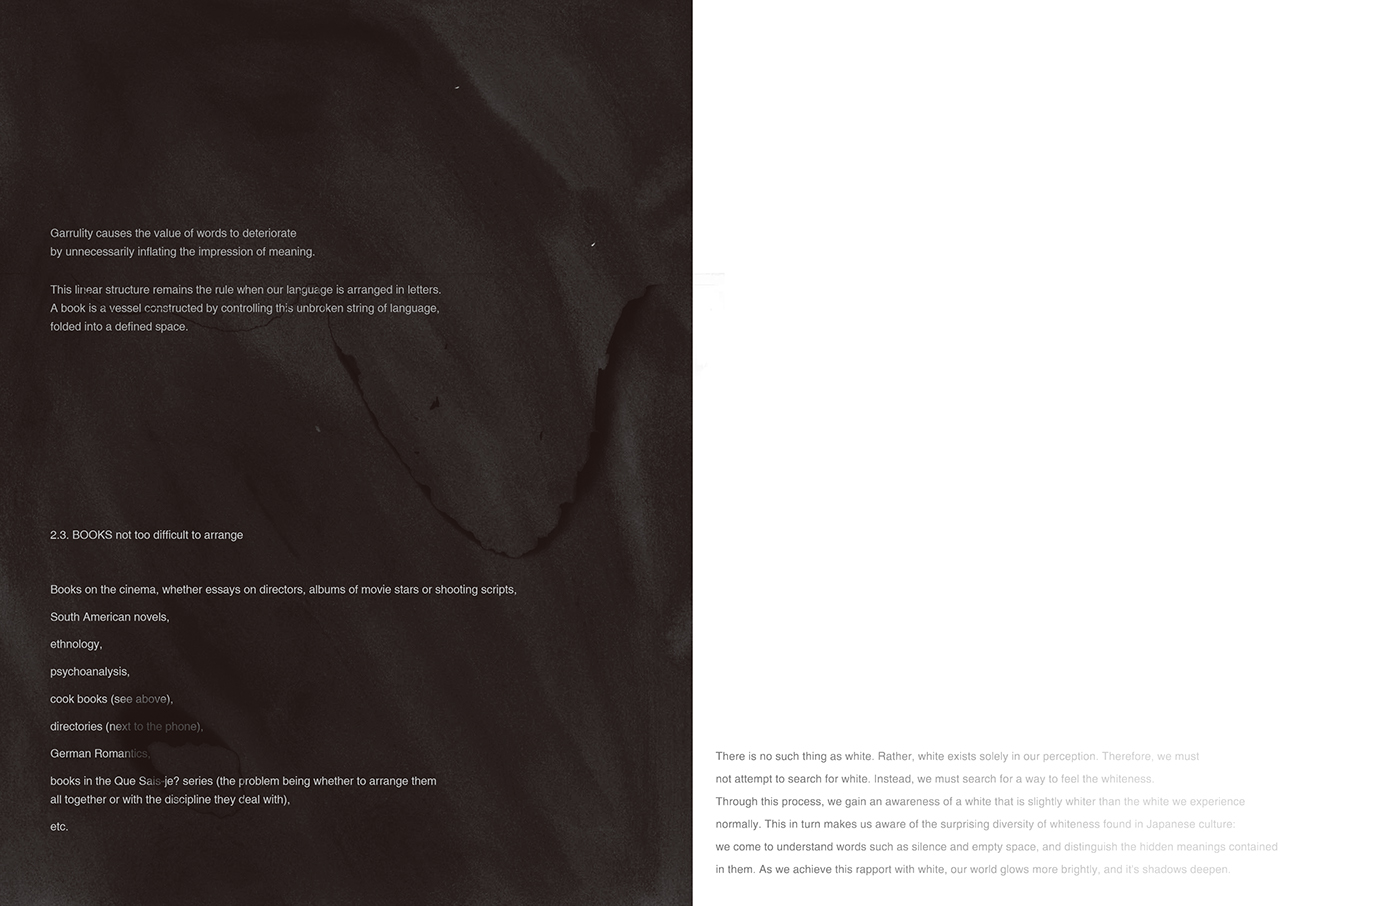 Garrulity causes the value of words to deteriorate
by unnecessarily inflating the impression of meaning.
This linear structure remains the rule when our language is arranged in letters.
A book is a vessel constructed by controlling this unbroken string of language,
folded into a defined space.
2.3. BOOKS not too difficult to arrange
Books on the cinema, whether essays on directors, albums of movie stars or shooting scripts,
South American novels,
ethnology,
psychoanalysis,
cook books (see above),
directories (next to the phone),
German Romantics,
books in the Que Sais-je? series (the problem being whether to arrange them
all together or with the discipline they deal with),
etc.
There is no such thing as white. Rather, white exists solely in our perception. Therefore, we must
not attempt to search for white. Instead, we must search for a way to feel the whiteness.
Through this process, we gain an awareness of a white that is slightly whiter than the white we experience
normally. This in turn makes us aware of the surprising diversity of whiteness found in Japanese culture:
we come to understand words such as silence and empty space, and distinguish the hidden meanings contained
in them. As we achieve this rapport with white, our world glows more brightly, and it's shadows deepen.